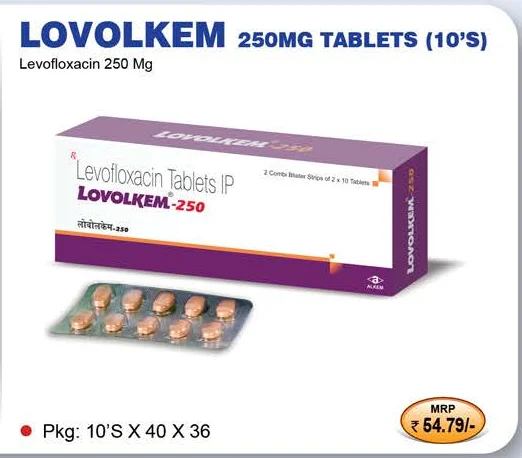 LOVOLKEM 250MG TABLETS (10'S)
Levofloxacin 250 Mg
LOVOLKEM®-250
Rx
Levofloxacin Tablets IP
LOVOLKEM®-250
लोवोलकेम-250
2 Combi Blister Strips of 2 x 10 Tablets
LOVOLKEM-250
a
ALKEM
Pkg: 10'S X 40 X 36
MRP
₹ 54.79/-